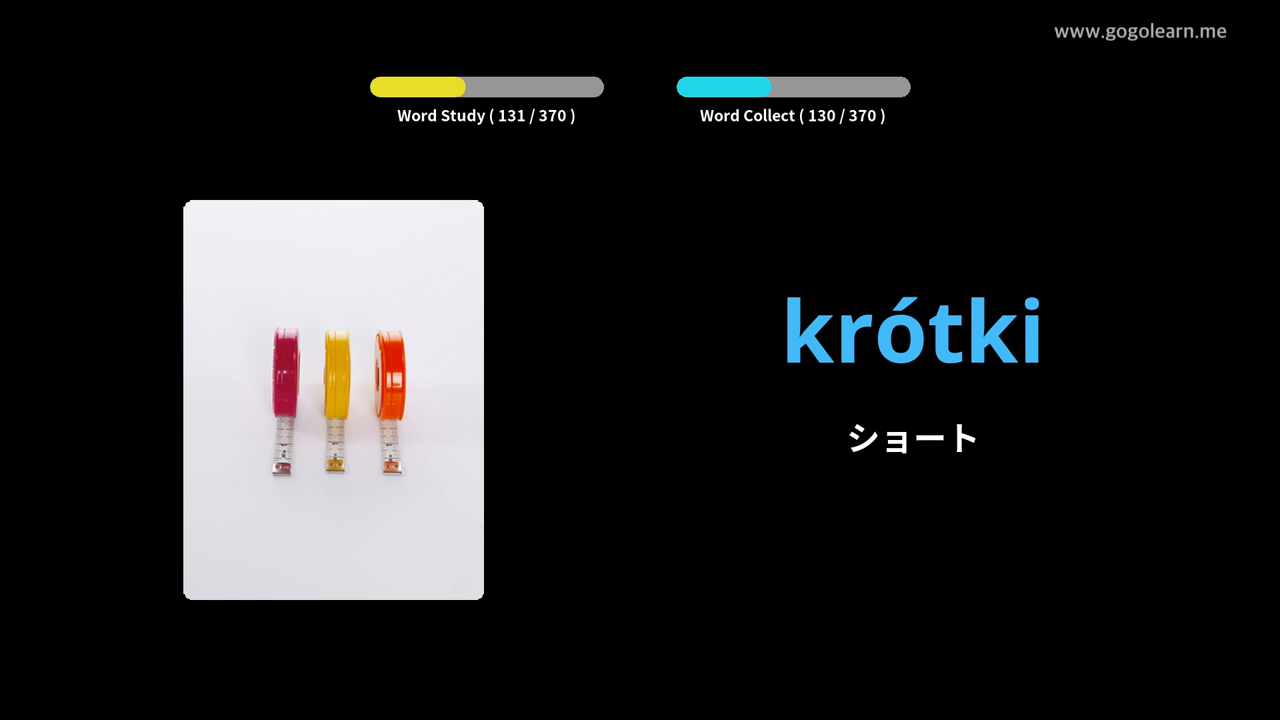 www.gogolearn.me
Word Study ( 131 / 370 )
Word Collect ( 130 / 370 )
krótki
ショート